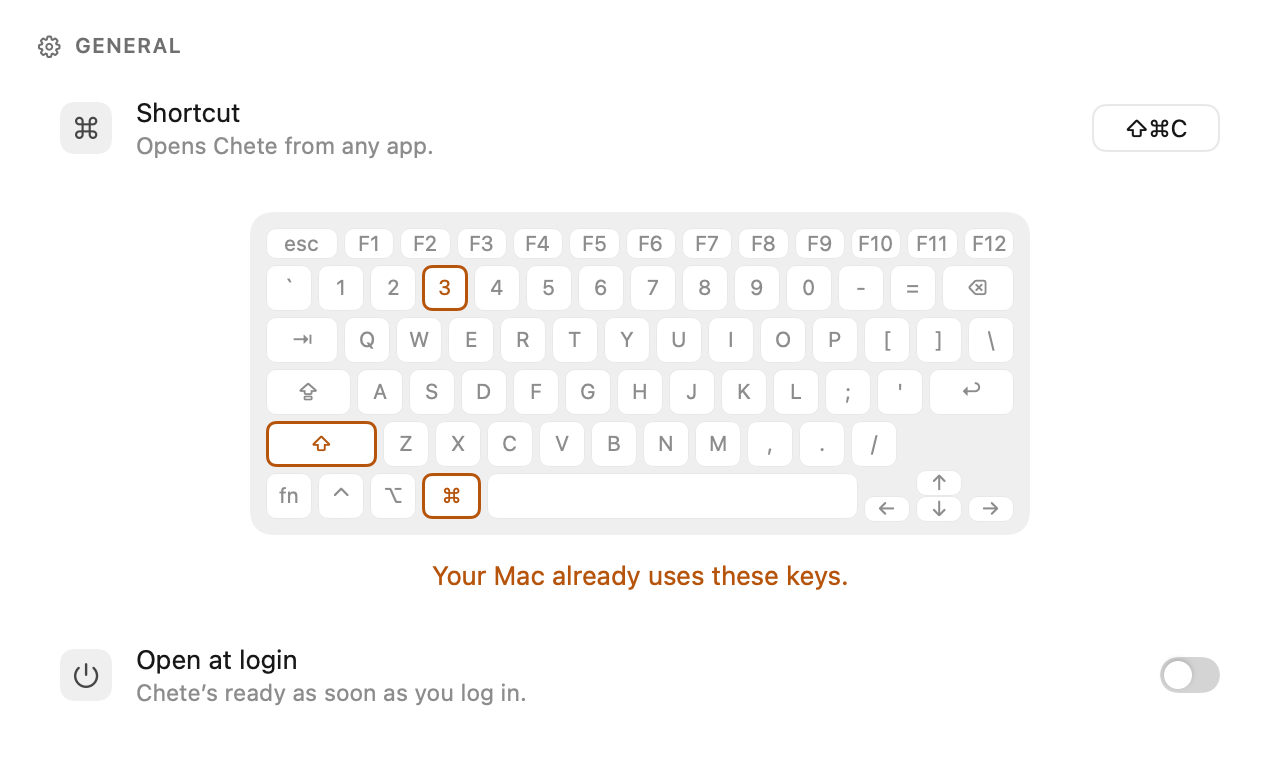 GENERAL
⌘ Shortcut ⇧⌘C
Opens Chete from any app.
esc F1 F2 F3 F4 F5 F6 F7 F8 F9 F10 F11 F12
` 1 2 3 4 5 6 7 8 9 0 - = ⌫
⇥ Q W E R T Y U I O P [ ] \
⇪ A S D F G H J K L ; ' ↩
⇧ Z X C V B N M , . /
fn ^ ⌥ ⌘ ← ↑ ↓ →
Your Mac already uses these keys.
Open at login
Chete’s ready as soon as you log in.